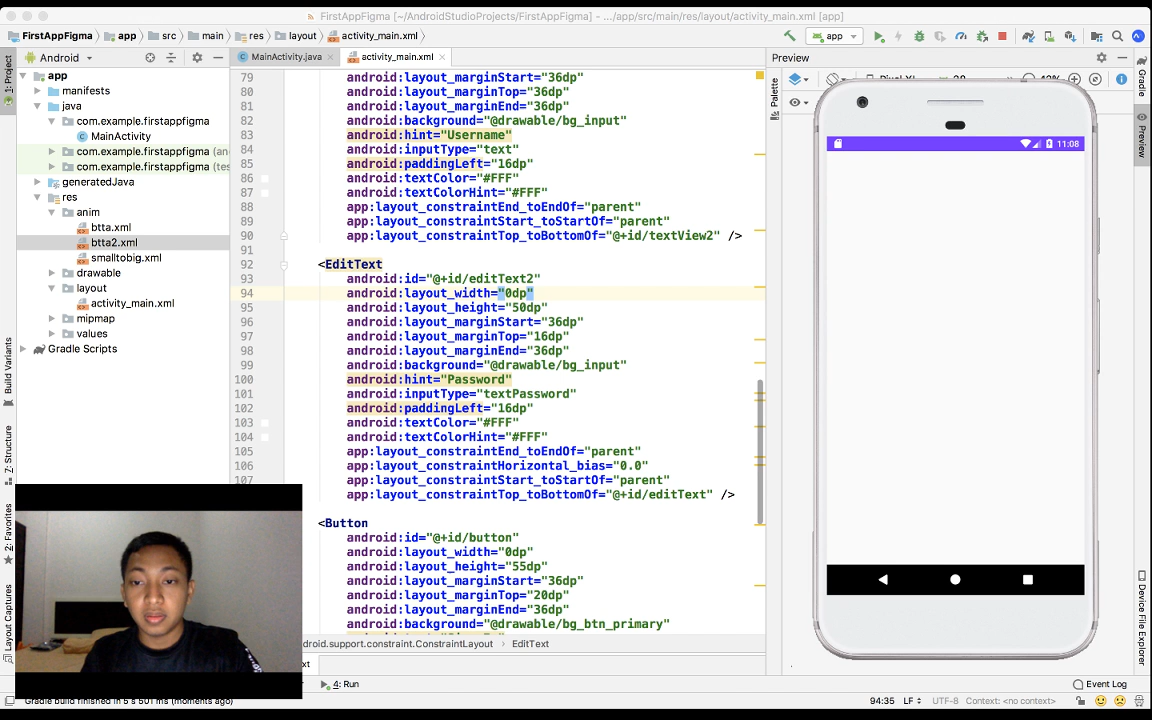 FirstAppFigma [~/AndroidStudioProjects/FirstAppFigma] - .../app/src/main/res/layout/activity_main.xml [app]
FirstAppFigma
app
src
main
res
layout
activity_main.xml
app
Android
MainActivity.java
activity_main.xml
Preview
1: Project
app
manifests
java
com.example.firstappfigma
MainActivity
com.example.firstappfigma (an
com.example.firstappfigma (tes
generatedJava
res
anim
btta.xml
btta2.xml
smalltobig.xml
drawable
layout
activity_main.xml
mipmap
values
Gradle Scripts
79 android:layout_marginStart="36dp"
80 android:layout_marginTop="36dp"
81 android:layout_marginEnd="36dp"
82 android:background="@drawable/bg_input"
83 android:hint="Username"
84 android:inputType="text"
85 android:paddingLeft="16dp"
86 android:textColor="#FFF"
87 android:textColorHint="#FFF"
88 app:layout_constraintEnd_toEndOf="parent"
89 app:layout_constraintStart_toStartOf="parent"
90 app:layout_constraintTop_toBottomOf="@+id/textView2" />
91
92 <EditText
93 android:id="@+id/editText2"
94 android:layout_width="0dp"
95 android:layout_height="50dp"
96 android:layout_marginStart="36dp"
97 android:layout_marginTop="16dp"
98 android:layout_marginEnd="36dp"
99 android:background="@drawable/bg_input"
100 android:hint="Password"
101 android:inputType="textPassword"
102 android:paddingLeft="16dp"
103 android:textColor="#FFF"
104 android:textColorHint="#FFF"
105 app:layout_constraintEnd_toEndOf="parent"
106 app:layout_constraintHorizontal_bias="0.0"
107 app:layout_constraintStart_toStartOf="parent"
app:layout_constraintTop_toBottomOf="@+id/editText" />
<Button
android:id="@+id/button"
android:layout_width="0dp"
android:layout_height="55dp"
android:layout_marginStart="36dp"
android:layout_marginTop="20dp"
android:layout_marginEnd="36dp"
android:background="@drawable/bg_btn_primary"
droid.support.constraint.ConstraintLayout
EditText
Palette
11:08
Gradle
Preview
Device File Explorer
Build Variants
7: Structure
2: Favorites
Layout Captures
4: Run
Event Log
Gradle build finished in 5 s 501 ms (moments ago)
94:35
LF
UTF-8
Context: <no context>